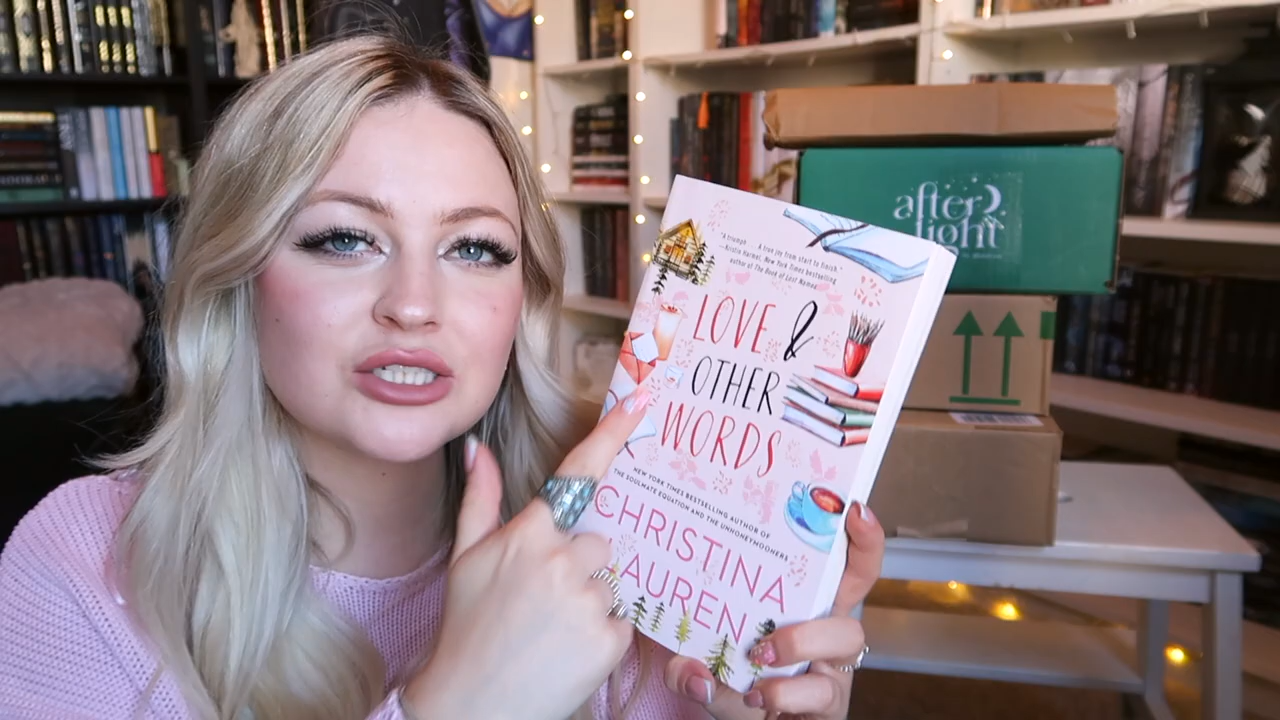 "A triumph . . . A true joy from start to finish."
—Kristin Harmel, New York Times bestselling
author of The Book of Lost Names
LOVE &
OTHER
WORDS
NEW YORK TIMES BESTSELLING AUTHOR OF
THE SOULMATE EQUATION AND THE UNHONEYMOONERS
CHRISTINA
LAUREN
after
light